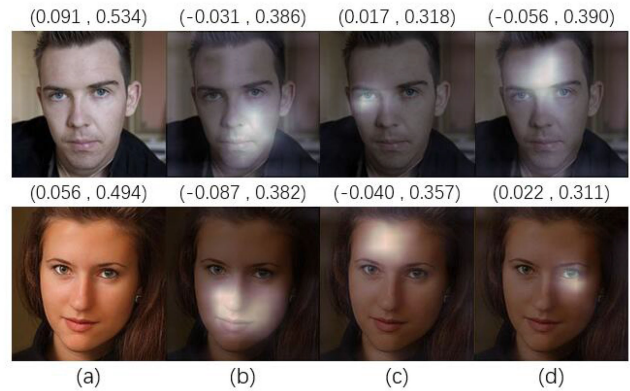 (0.091 , 0.534) (-0.031 , 0.386) (0.017 , 0.318) (-0.056 , 0.390)
(0.056 , 0.494) (-0.087 , 0.382) (-0.040 , 0.357) (0.022 , 0.311)
(a) (b) (c) (d)